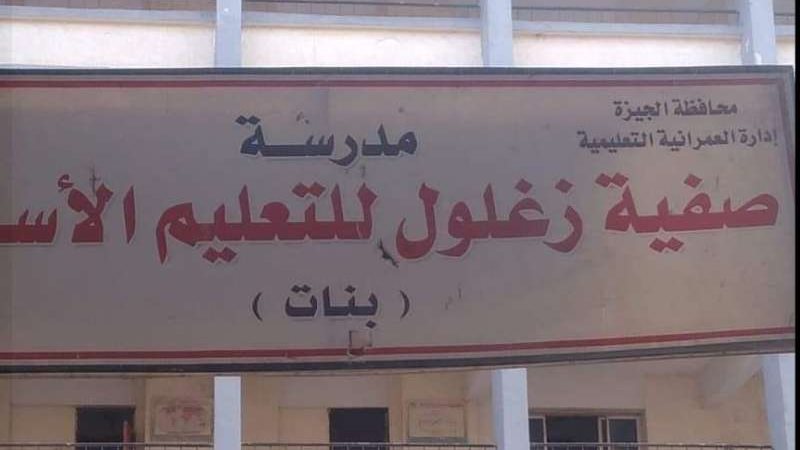 محافظة الجيزة
إدارة العمرانية التعليمية
مدرسة
صفية زغلول للتعليم الأس
( بنات )